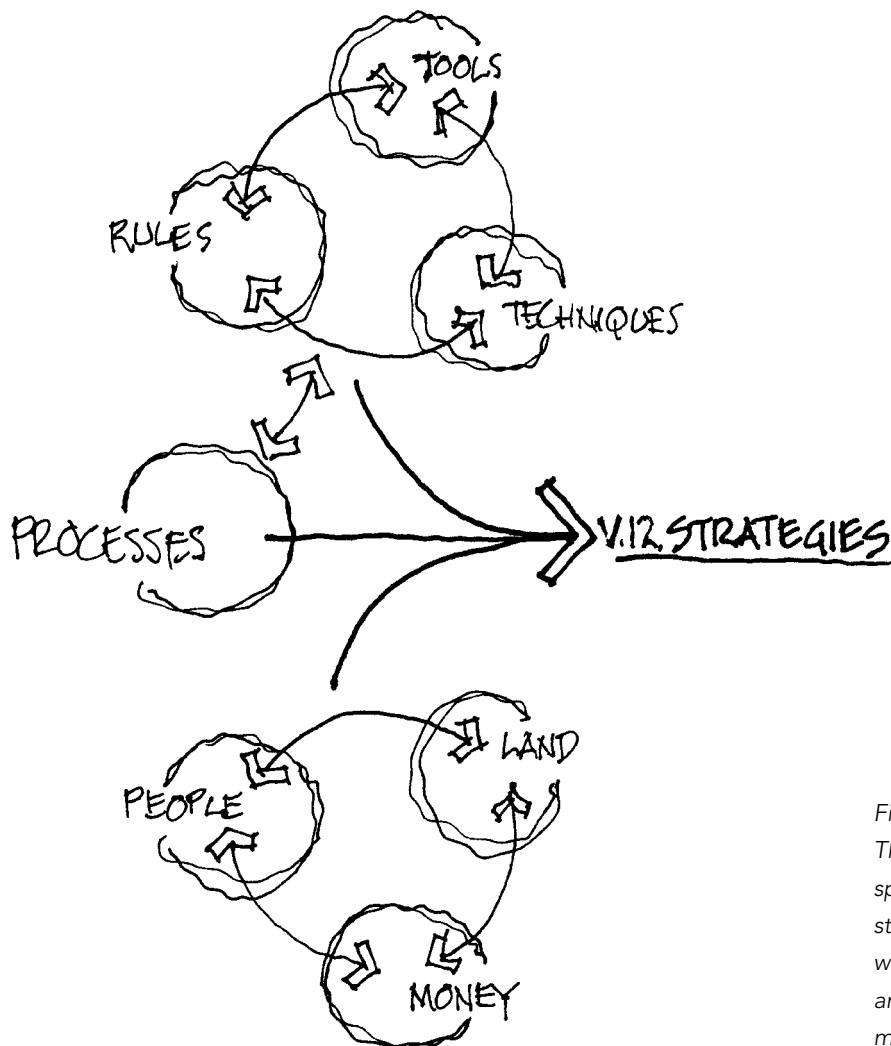 TOOLS
RULES
TECHNIQUES
PROCESSES
V.12. STRATEGIES
PEOPLE
LAND
MONEY